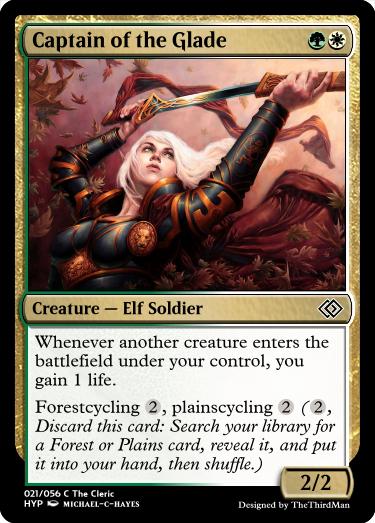 Captain of the Glade
Creature — Elf Soldier
Whenever another creature enters the
battlefield under your control, you
gain 1 life.
Forestcycling 2, plainscycling 2 (2,
Discard this card: Search your library
for a Forest or Plains card, reveal it, and put
it into your hand, then shuffle.)
2/2
021/056 C The Cleric
HYP MICHAEL-C-HAYES
Designed by TheThirdMan